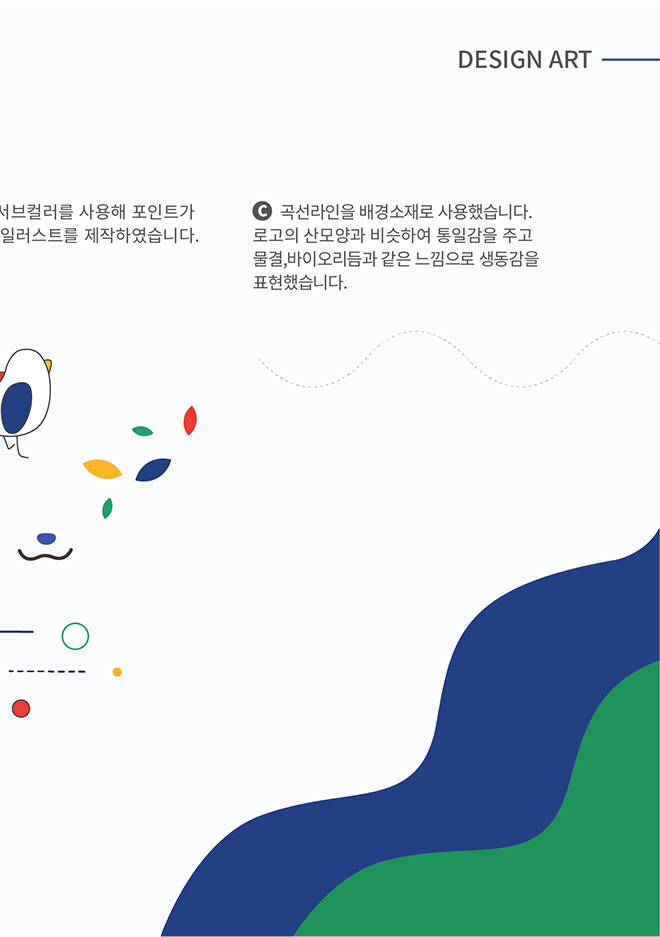 DESIGN ART
서브컬러를 사용해 포인트가
일러스트를 제작하였습니다.
C 곡선라인을 배경소재로 사용했습니다.
로고의 산모양과 비슷하여 통일감을 주고
물결,바이오리듬과 같은 느낌으로 생동감을
표현했습니다.